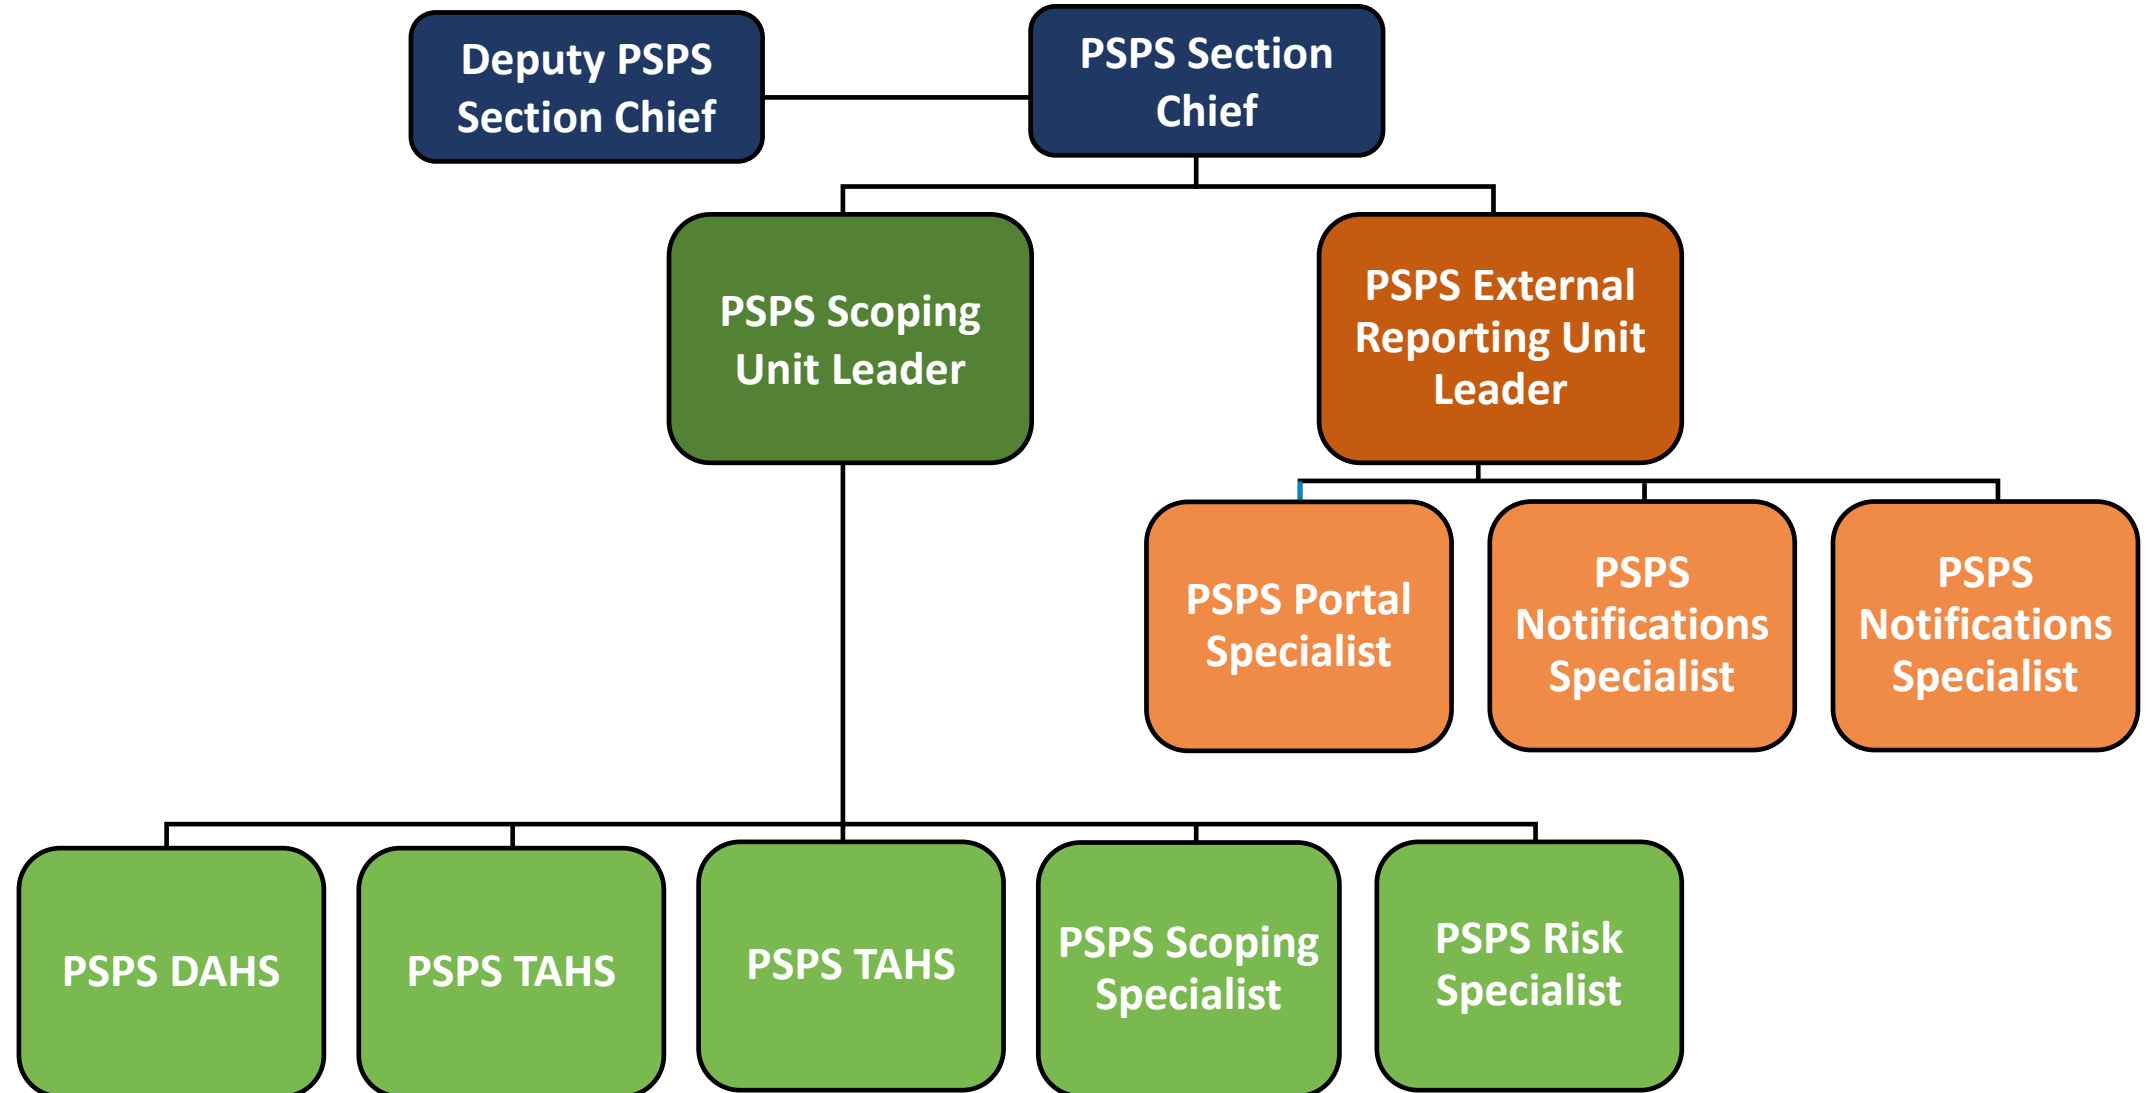 Deputy PSPS
Section Chief
PSPS Section
Chief
PSPS Scoping
Unit Leader
PSPS External
Reporting Unit
Leader
PSPS Portal
Specialist
PSPS
Notifications
Specialist
PSPS
Notifications
Specialist
PSPS DAHS
PSPS TAHS
PSPS TAHS
PSPS Scoping
Specialist
PSPS Risk
Specialist